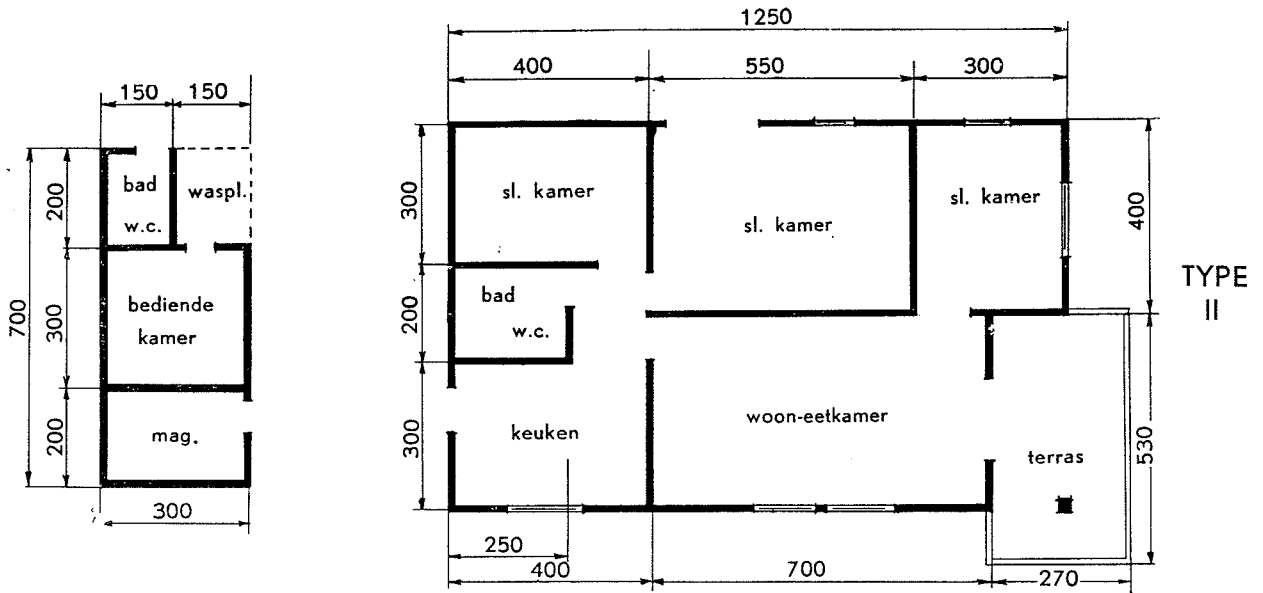 1250
400 550 300
150 150
bad
w.c.
waspl.
bediende
kamer
mag.
200
300
200
700
300
sl. kamer
sl. kamer
sl. kamer
bad
w.c.
keuken
woon-eetkamer
terras
300
200
300
400
530
250
400 700 270
TYPE
II